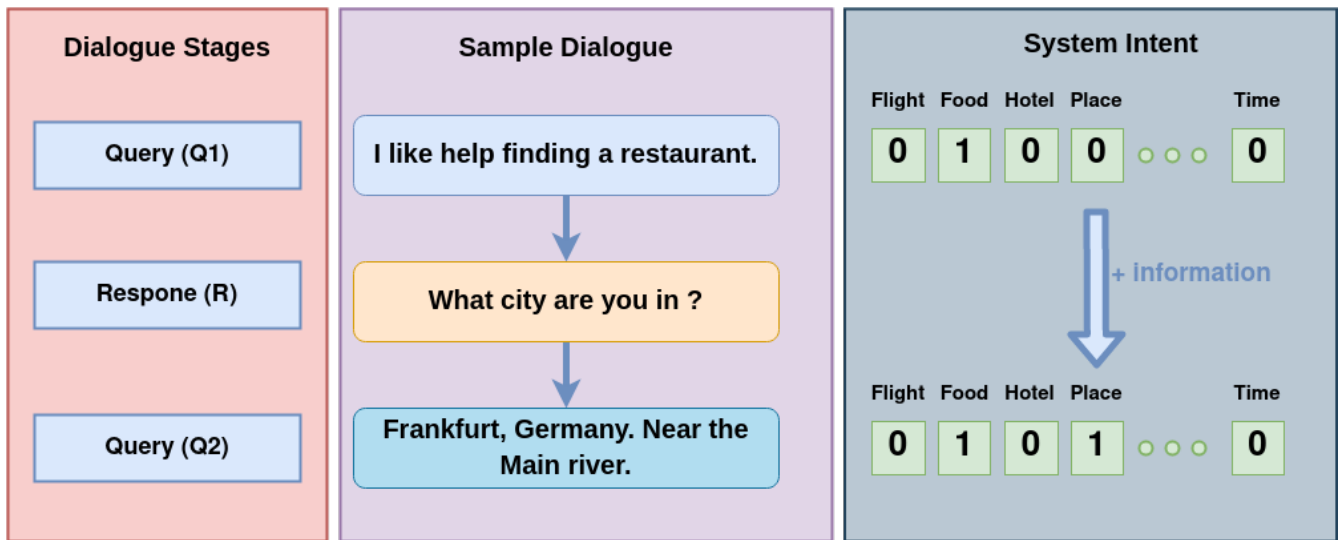 Dialogue Stages
Query (Q1)
Respone (R)
Query (Q2)
Sample Dialogue
I like help finding a restaurant.
What city are you in ?
Frankfurt, Germany. Near the
Main river.
System Intent
Flight Food Hotel Place Time
0 1 0 0 0
+ information
Flight Food Hotel Place Time
0 1 0 1 0